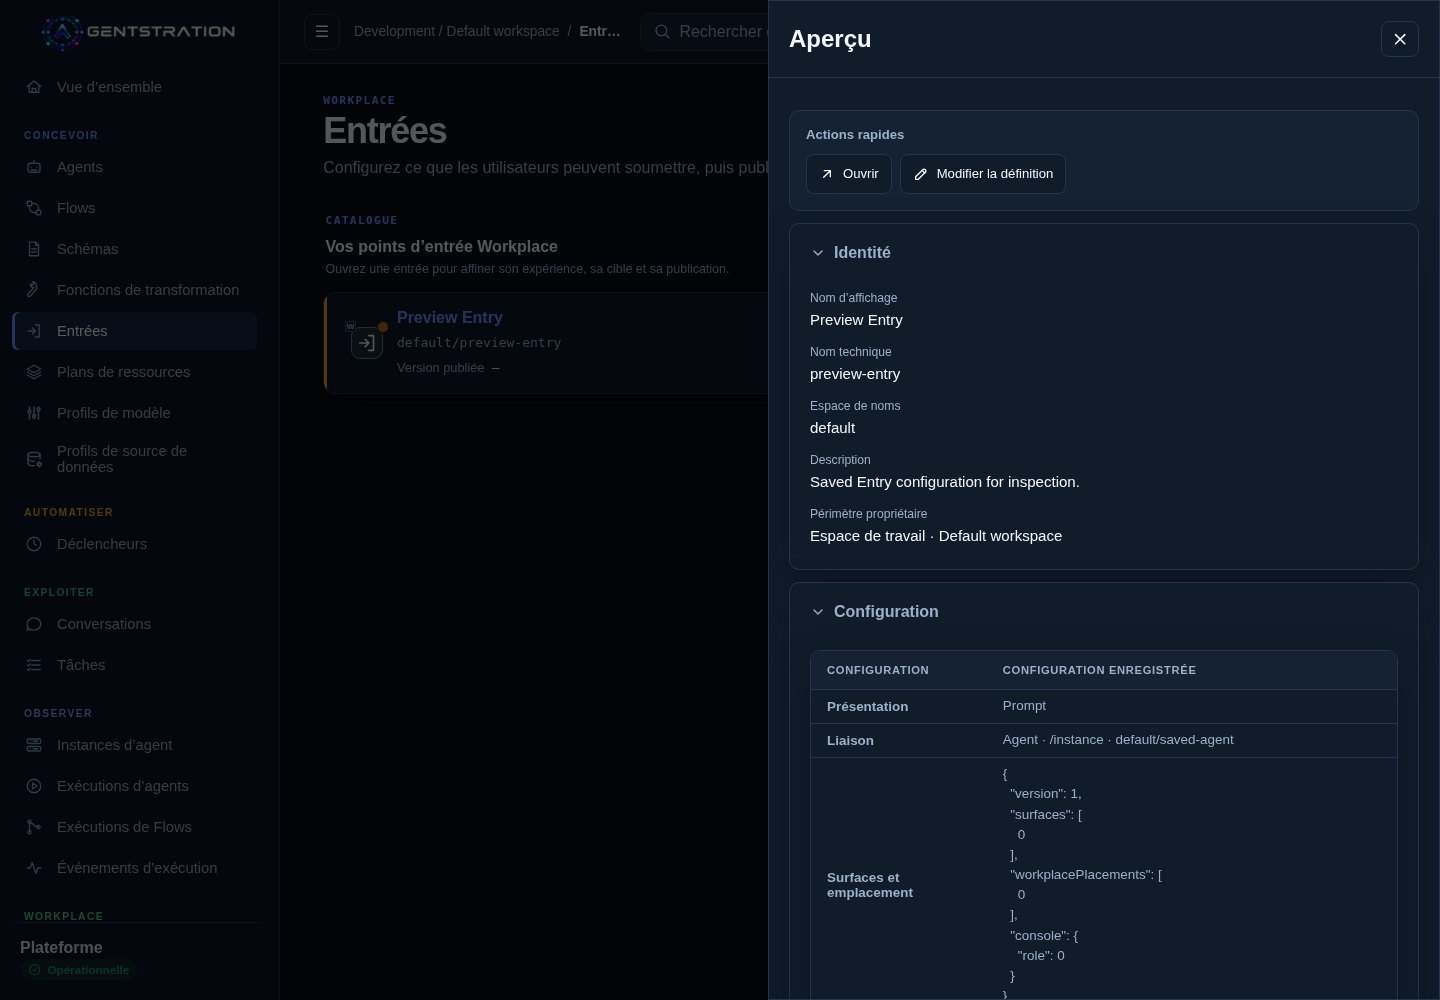 GENTSTRATION
Vue d’ensemble
CONCEVOIR
Agents
Flows
Schémas
Fonctions de transformation
Entrées
Plans de ressources
Profils de modèle
Profils de source de
données
AUTOMATISER
Déclencheurs
EXPLOITER
Conversations
Tâches
OBSERVER
Instances d’agent
Exécutions d’agents
Exécutions de Flows
Événements d’exécution
WORKPLACE
Plateforme
Opérationnelle
Development / Default workspace / Entr…
Rechercher
WORKPLACE
Entrées
Configurez ce que les utilisateurs peuvent soumettre, puis publ
CATALOGUE
Vos points d’entrée Workplace
Ouvrez une entrée pour affiner son expérience, sa cible et sa publication.
W
Preview Entry
default/preview-entry
Version publiée –
Aperçu
Actions rapides
Ouvrir
Modifier la définition
Identité
Nom d’affichage
Preview Entry
Nom technique
preview-entry
Espace de noms
default
Description
Saved Entry configuration for inspection.
Périmètre propriétaire
Espace de travail · Default workspace
Configuration
CONFIGURATION CONFIGURATION ENREGISTRÉE
Présentation Prompt
Liaison Agent · /instance · default/saved-agent
Surfaces et
emplacement
{
"version": 1,
"surfaces": [
0
],
"workplacePlacements": [
0
],
"console": {
"role": 0
}
}